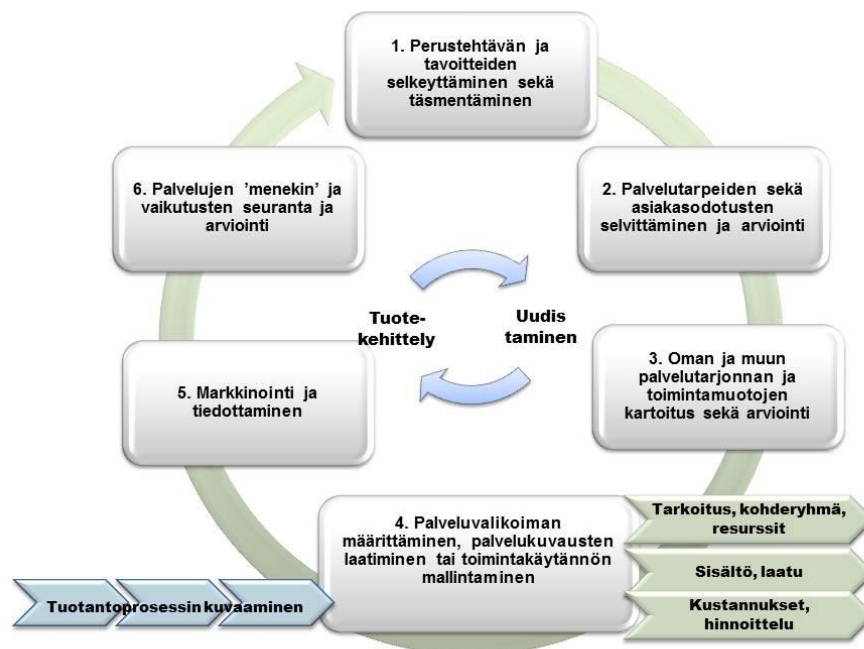 1. Perustehtävän ja
tavoitteiden
selkeyttäminen sekä
täsmentäminen
2. Palvelutarpeiden sekä
asiakasodotusten
selvittäminen ja arviointi
3. Oman ja muun
palvelutarjonnan ja
toimintamuotojen
kartoitus sekä arviointi
4. Palveluvalikoiman
määrittäminen, palvelukuvausten
laatiminen tai toimintakäytännön
mallintaminen
Tarkoitus, kohderyhmä,
resurssit
Sisältö, laatu
Kustannukset,
hinnoittelu
Tuotantoprosessin kuvaaminen
5. Markkinointi ja
tiedottaminen
6. Palvelujen ’menekin’ ja
vaikutusten seuranta ja
arviointi
Tuote-
kehittely
Uudis
taminen